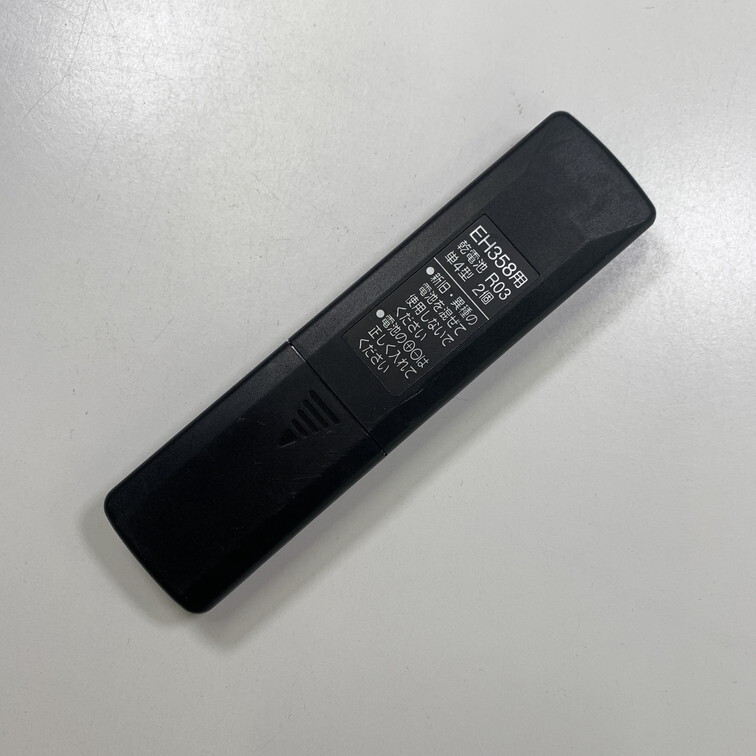 EH358用
乾電池 R03
単4型 2個
●新旧・異種の
電池を混ぜて
使用しないで
ください
●電池の⊕⊖は
正しく入れて
ください